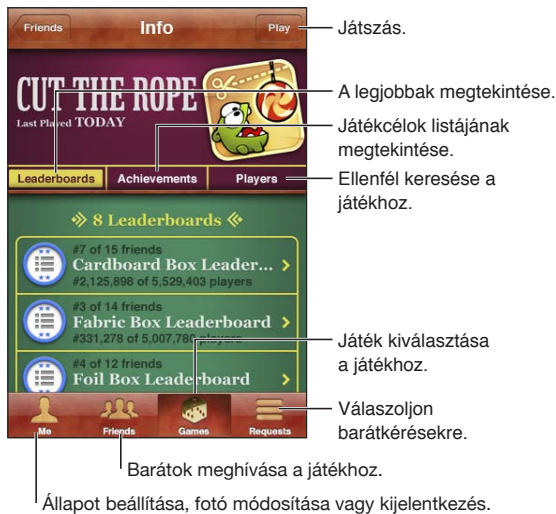 Friends
Info
Play
Játszás.
CUT THE ROPE
Last Played TODAY
A legjobbak megtekintése.
Játékcélok listájának
megtekintése.
Leaderboards
Achievements
Players
Ellenfél keresése a
játékhoz.
8 Leaderboards
#7 of 15 friends
Cardboard Box Leader...
#2,125,898 of 5,529,403 players
#3 of 14 friends
Fabric Box Leaderboard
#331,278 of 5,007,780 players
#4 of 12 friends
Foil Box Leaderboard
Játék kiválasztása
a játékhoz.
Me
Friends
Games
Requests
Válaszoljon
barátkérésekre.
Barátok meghívása a játékhoz.
Állapot beállítása, fotó módosítása vagy kijelentkezés.